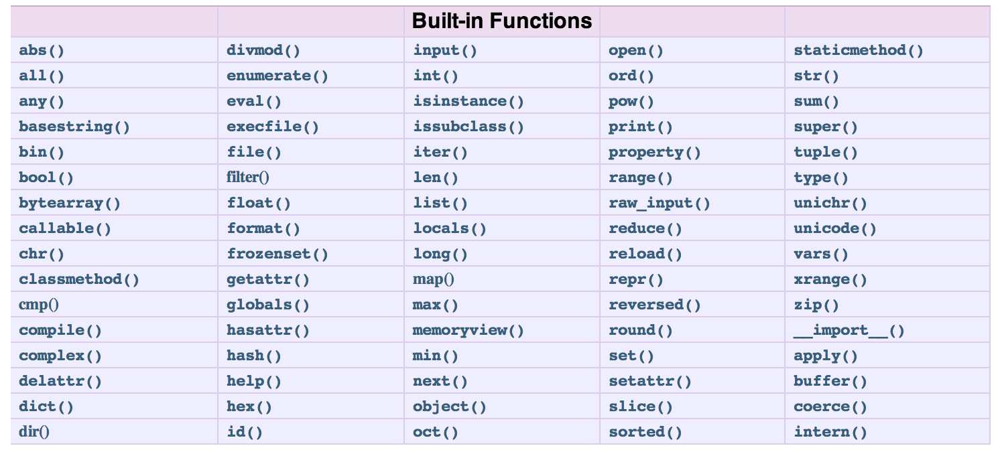 Built-in Functions
abs() divmod() input() open() staticmethod()
all() enumerate() int() ord() str()
any() eval() isinstance() pow() sum()
basestring() execfile() issubclass() print() super()
bin() file() iter() property() tuple()
bool() filter() len() range() type()
bytearray() float() list() raw_input() unichr()
callable() format() locals() reduce() unicode()
chr() frozenset() long() reload() vars()
classmethod() getattr() map() repr() xrange()
cmp() globals() max() reversed() zip()
compile() hasattr() memoryview() round() __import__()
complex() hash() min() set() apply()
delattr() help() next() setattr() buffer()
dict() hex() object() slice() coerce()
dir() id() oct() sorted() intern()